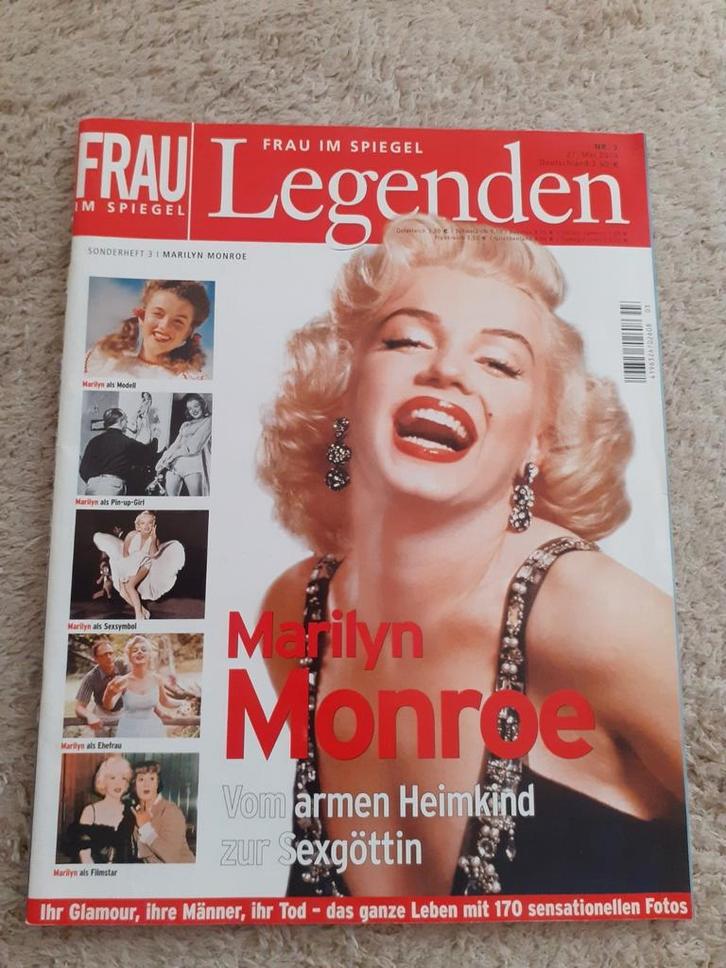 FRAU
IM SPIEGEL
FRAU IM SPIEGEL
Legenden
NR. 3
SONDERHEFT 3 | MARILYN MONROE
Marilyn als Modell
Marilyn als Pin-up-Girl
Marilyn als Sexsymbol
Marilyn als Ehefrau
Marilyn als Filmstar
Marilyn
Monroe
Vom armen Heimkind
zur Sexgöttin
Ihr Glamour, ihre Männer, ihr Tod – das ganze Leben mit 170 sensationellen Fotos